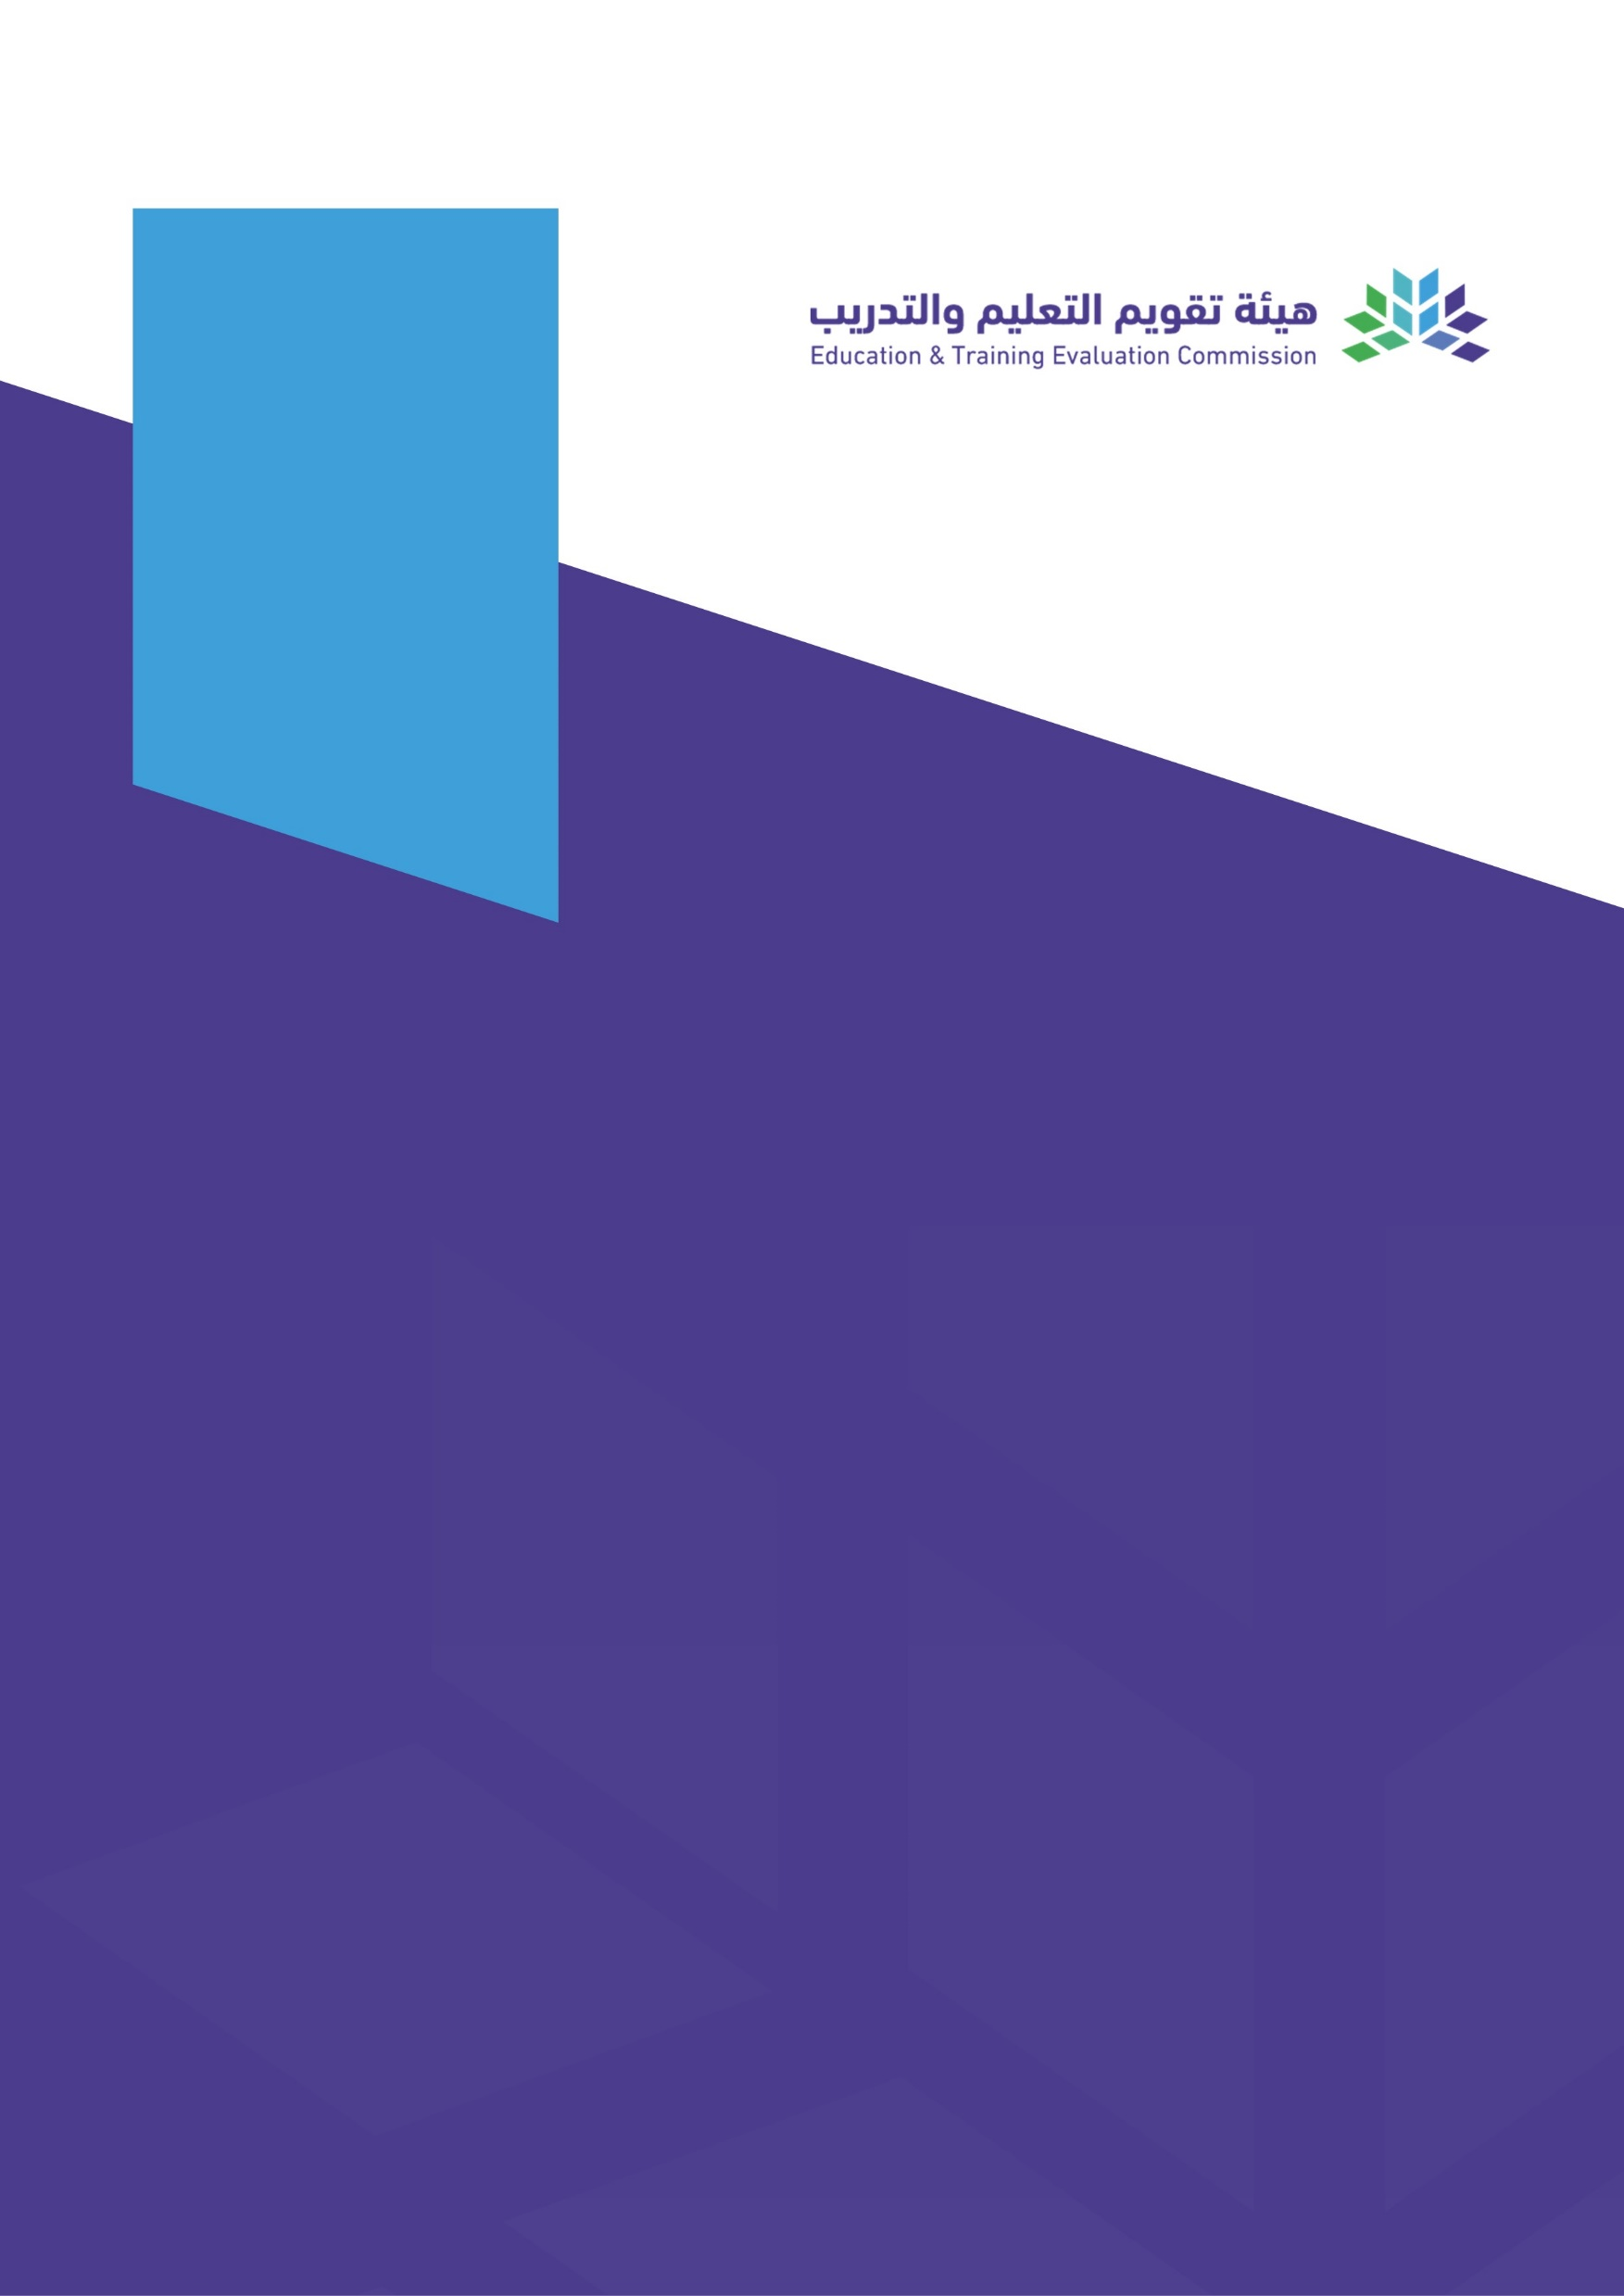 هيئة تقويم التعليم والتدريب
Education & Training Evaluation Commission